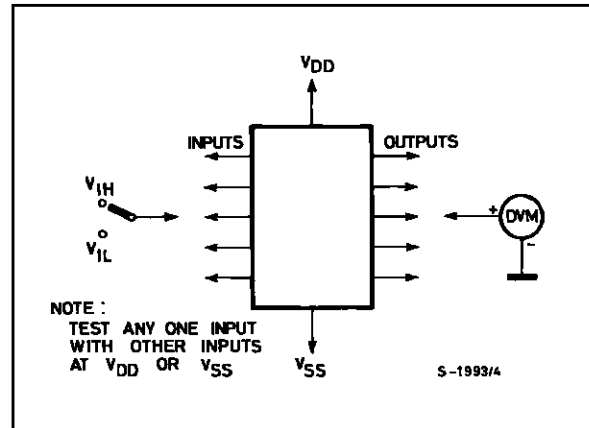 VDD
INPUTS
OUTPUTS
VIH
VIL
+
DVM
-
NOTE :
TEST ANY ONE INPUT
WITH OTHER INPUTS
AT VDD OR VSS
VSS
S-1993/4